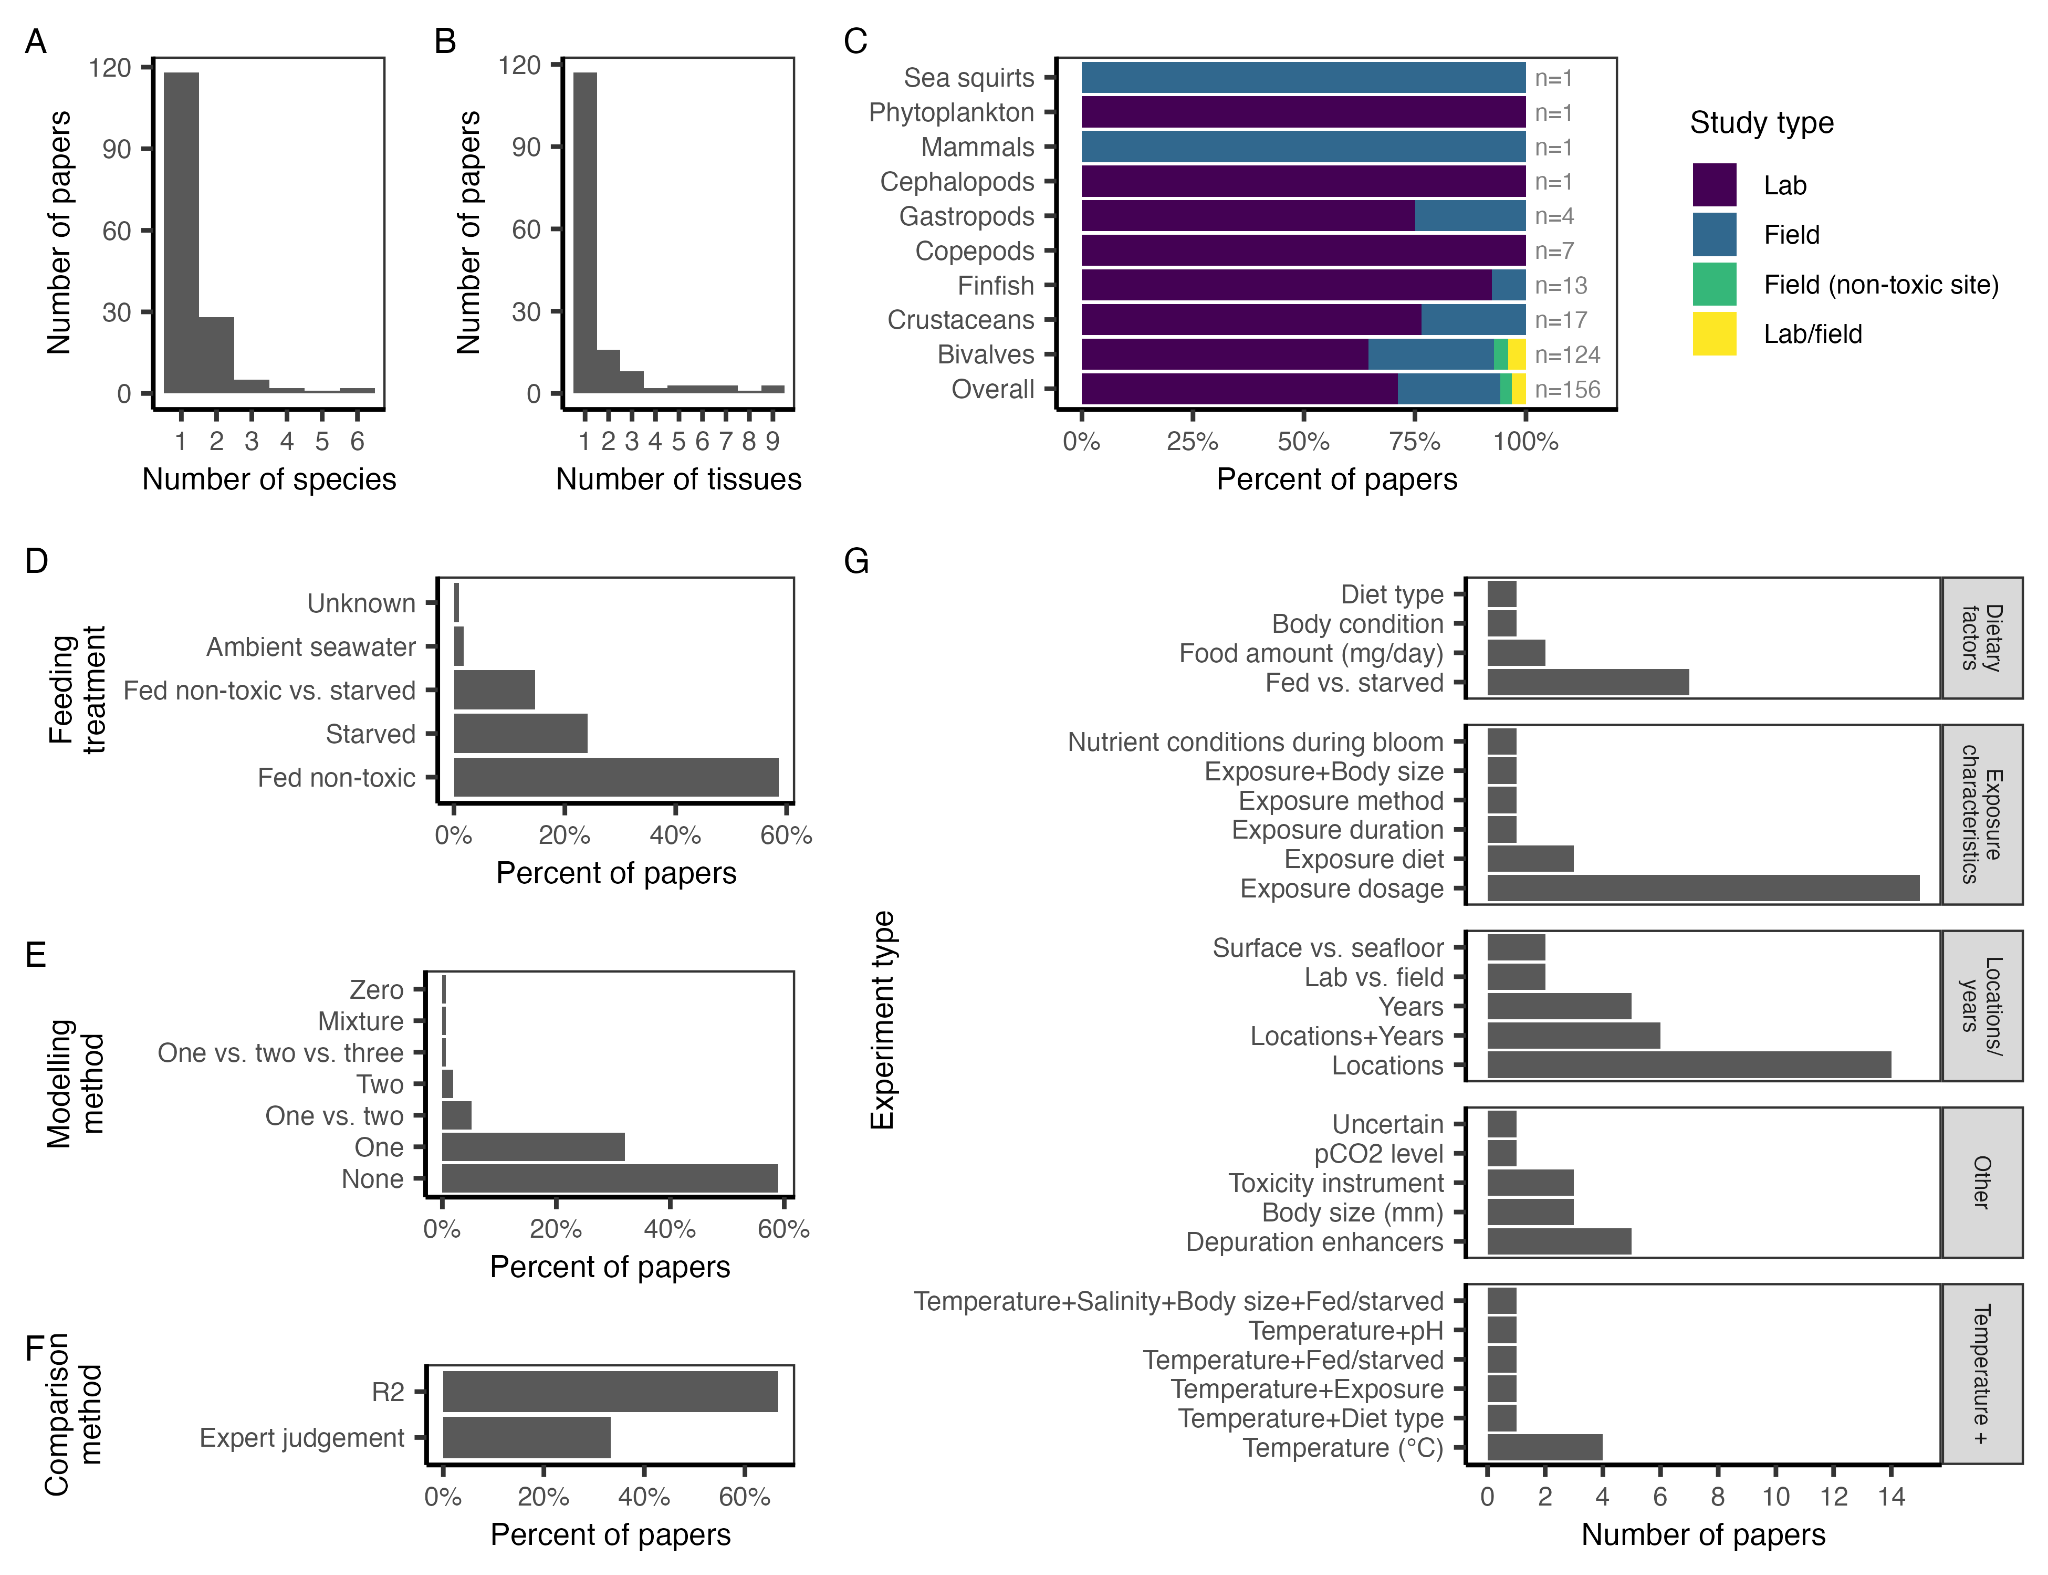 A
Number of papers
120
90
60
30
0
1 2 3 4 5 6
Number of species
B
Number of papers
120
90
60
30
0
1 2 3 4 5 6 7 8 9
Number of tissues
C
Sea squirts n=1
Phytoplankton n=1
Mammals n=1
Cephalopods n=1
Gastropods n=4
Copepods n=7
Finfish n=13
Crustaceans n=17
Bivalves n=124
Overall n=156
0% 25% 50% 75% 100%
Percent of papers
Study type
Lab
Field
Field (non-toxic site)
Lab/field
D
Feeding
treatment
Unknown
Ambient seawater
Fed non-toxic vs. starved
Starved
Fed non-toxic
0% 20% 40% 60%
Percent of papers
E
Modelling
method
Zero
Mixture
One vs. two vs. three
Two
One vs. two
One
None
0% 20% 40% 60%
Percent of papers
F
Comparison
method
R2
Expert judgement
0% 20% 40% 60%
Percent of papers
G
Experiment type
Diet type
Body condition
Food amount (mg/day)
Fed vs. starved
Dietary
factors
Nutrient conditions during bloom
Exposure+Body size
Exposure method
Exposure duration
Exposure diet
Exposure dosage
Exposure
characteristics
Surface vs. seafloor
Lab vs. field
Years
Locations+Years
Locations
Locations/
years
Uncertain
pCO2 level
Toxicity instrument
Body size (mm)
Depuration enhancers
Other
Temperature+Salinity+Body size+Fed/starved
Temperature+pH
Temperature+Fed/starved
Temperature+Exposure
Temperature+Diet type
Temperature (°C)
Temperature +
0 2 4 6 8 10 12 14
Number of papers